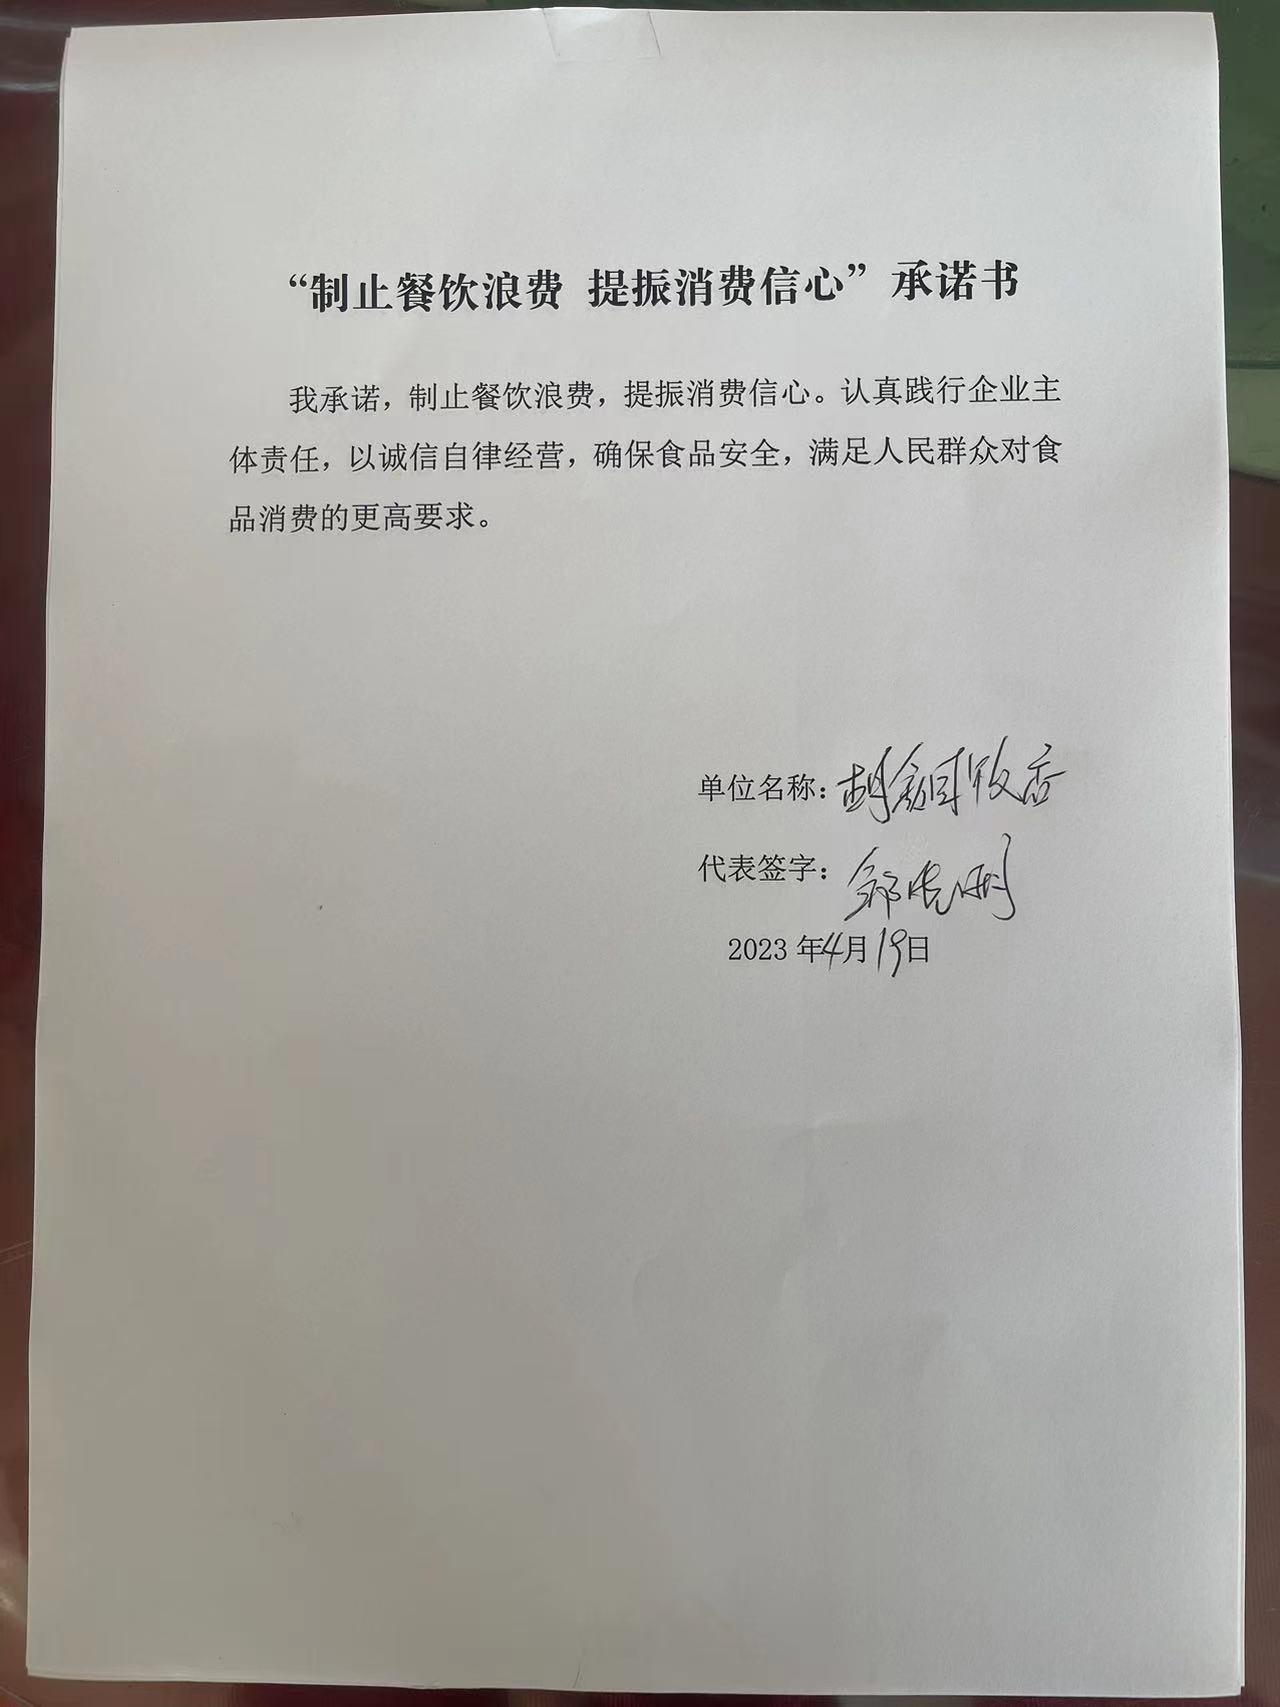 “制止餐饮浪费 提振消费信心”承诺书
我承诺，制止餐饮浪费，提振消费信心。认真践行企业主
体责任，以诚信自律经营，确保食品安全，满足人民群众对食
品消费的更高要求。
单位名称：胡 饭店
代表签字：邹
2023年4月19日